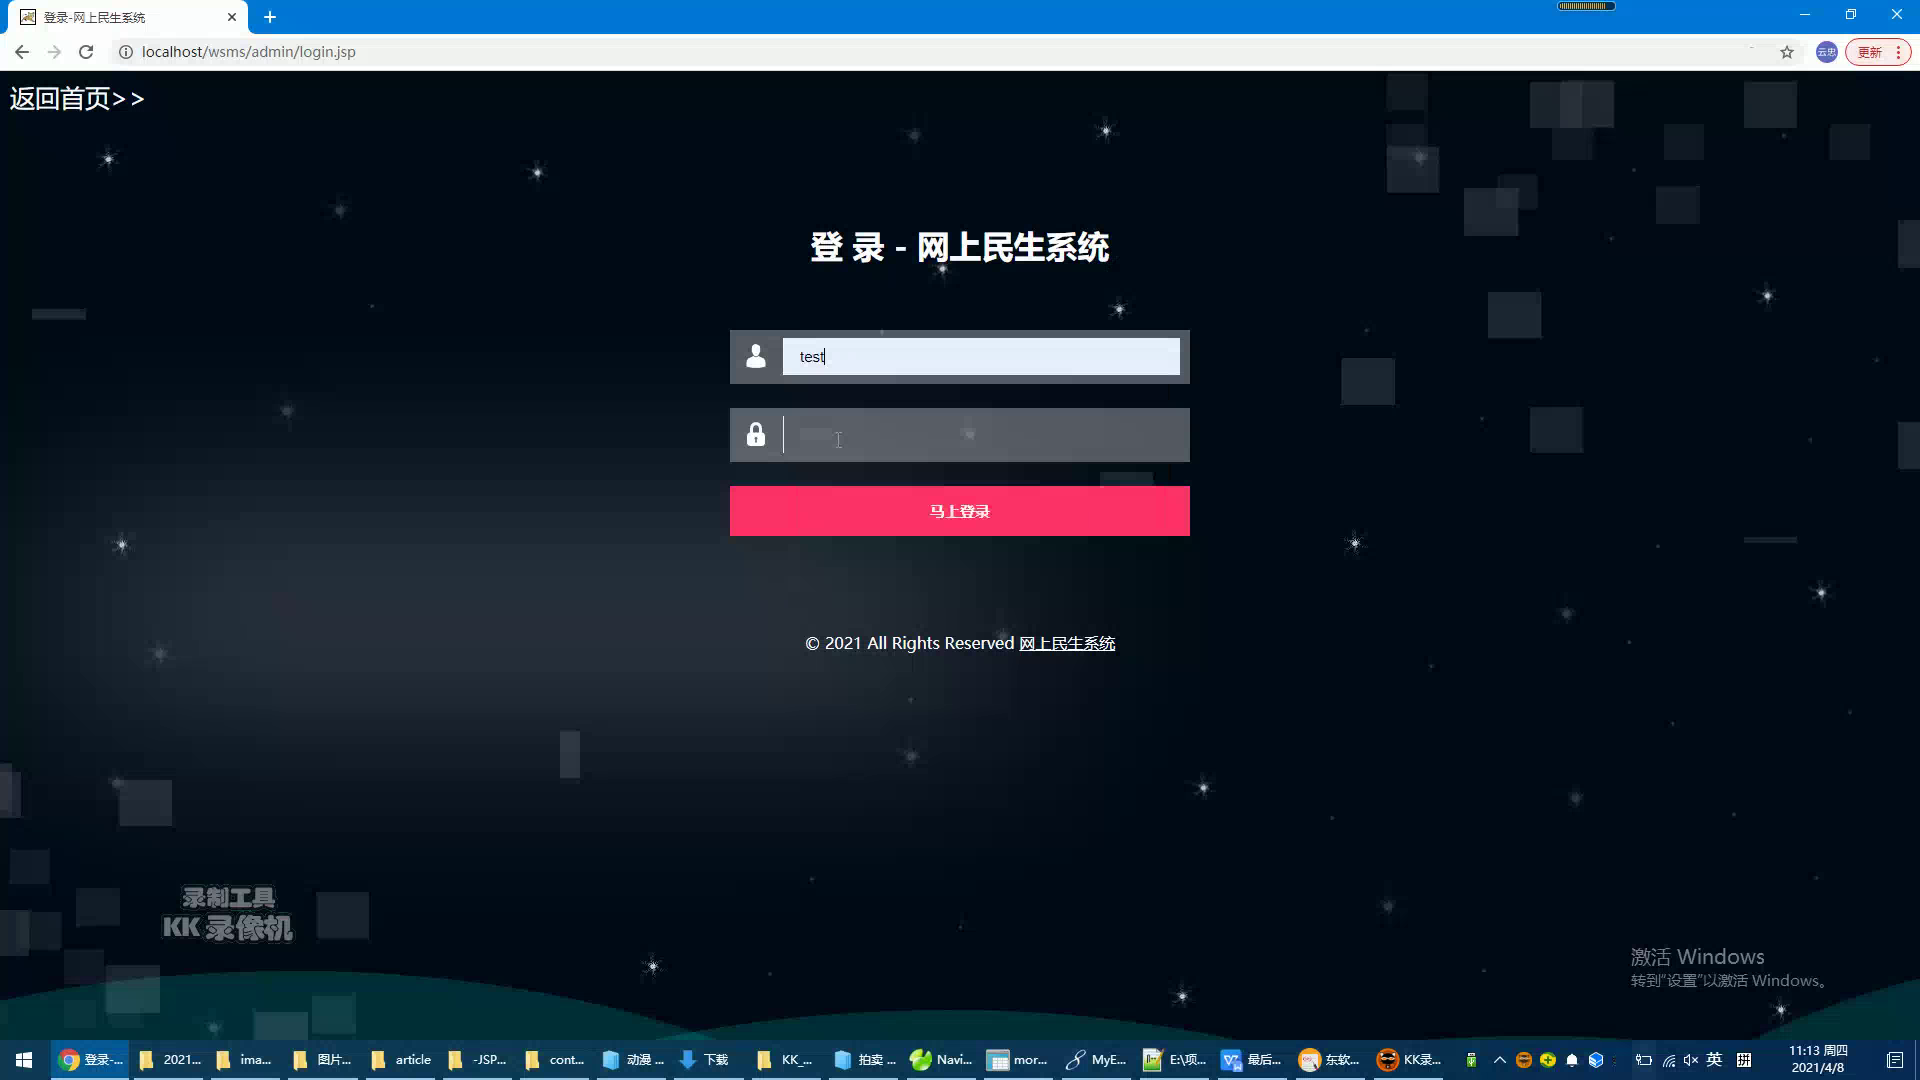 登录-网上民生系统
localhost/wsms/admin/login.jsp
云忠
更新
返回首页>>
登 录 - 网上民生系统
test
马上登录
© 2021 All Rights Reserved 网上民生系统
录制工具
KK 录像机
激活 Windows
转到"设置"以激活 Windows。
登录-...
2021...
ima...
图片...
article
-JSP...
cont...
动漫 ...
下载
KK_...
拍卖 ...
Navi...
mor...
MyE...
E:\项...
最后...
东软...
KK录...
英
拼
11:13 周四
2021/4/8